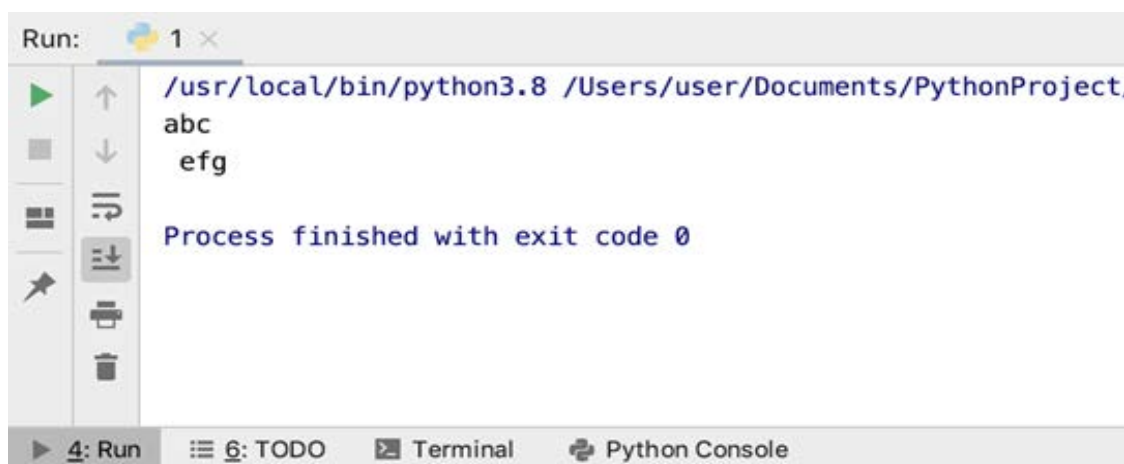 Run: 1
/usr/local/bin/python3.8 /Users/user/Documents/PythonProject/
abc
 efg
Process finished with exit code 0
4: Run 6: TODO Terminal Python Console